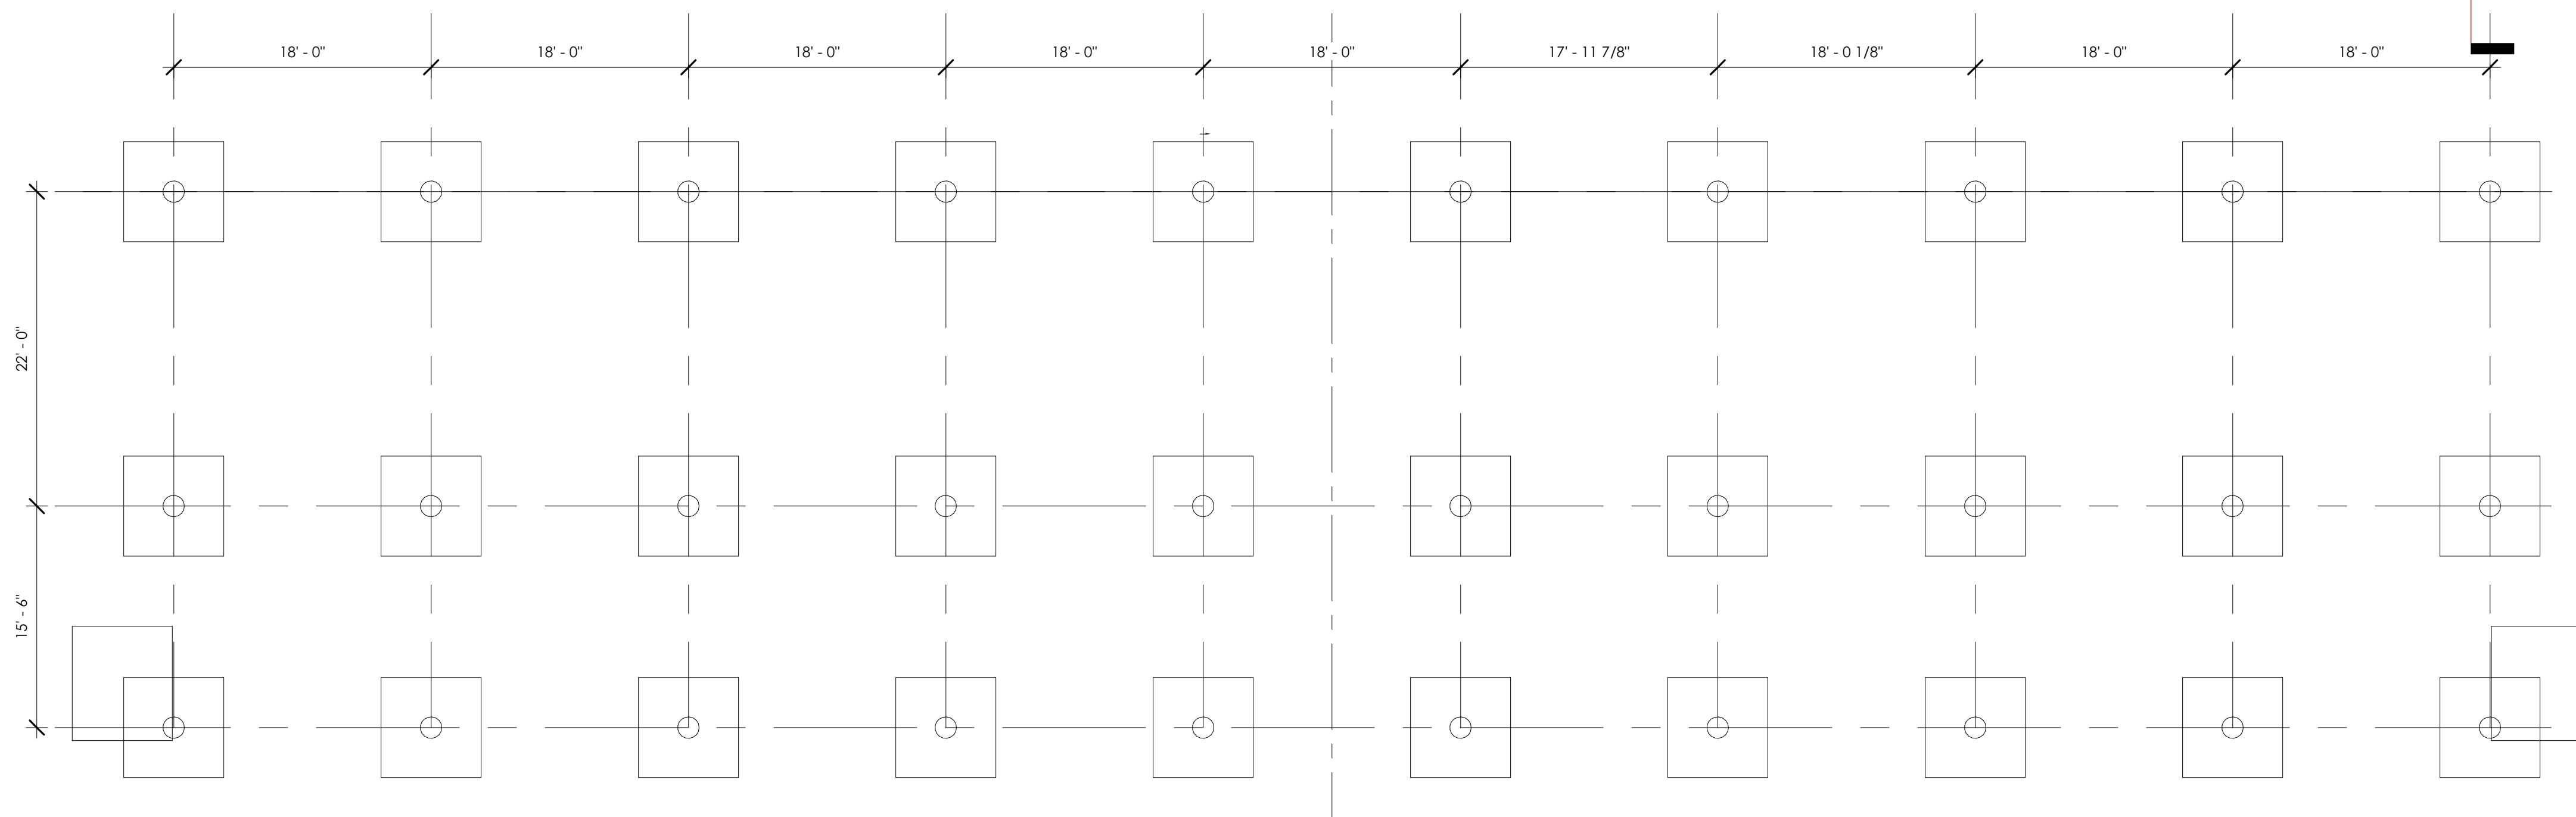 18' - 0"
18' - 0"
18' - 0"
18' - 0"
18' - 0"
17' - 11 7/8"
18' - 0 1/8"
18' - 0"
18' - 0"
22' - 0"
15' - 6"